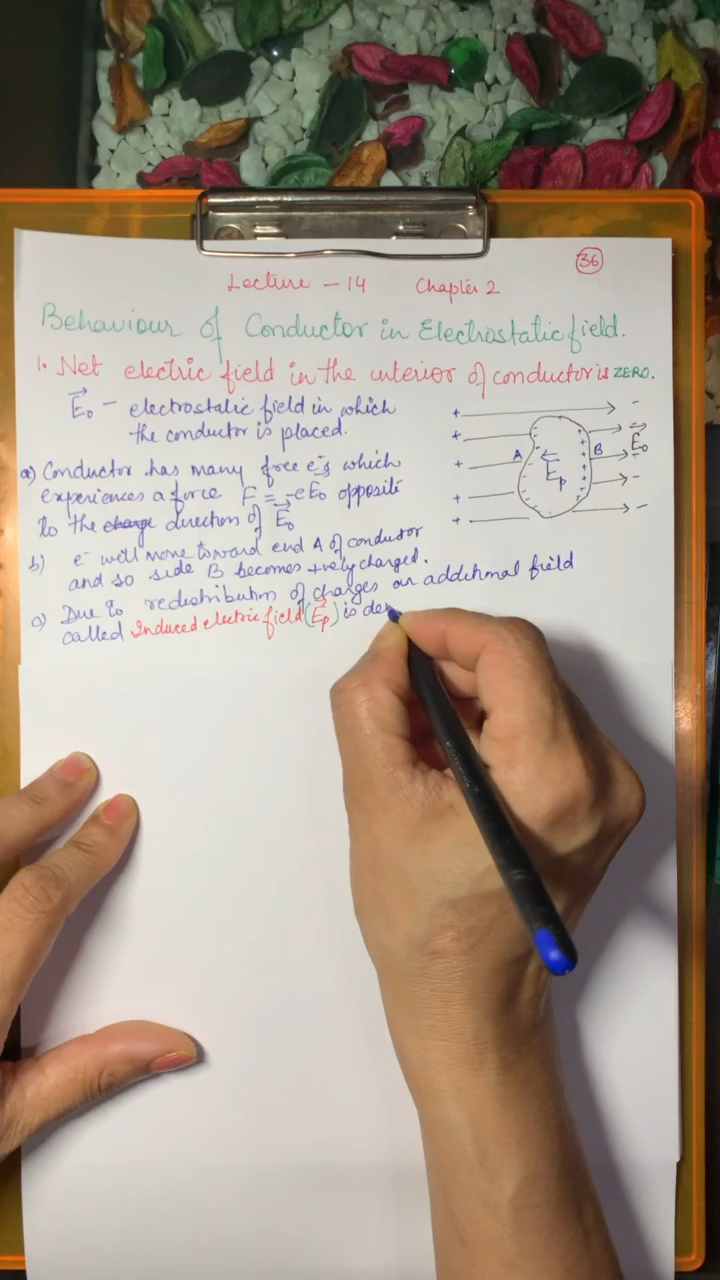 36
Lecture - 14 Chapter 2
Behaviour of Conductor in Electrostatic field.
1. Net electric field in the interior of conductor is ZERO.
E₀ - electrostatic field in which
the conductor is placed.
A B E₀
Ep
a) Conductor has many free e⁻s which
experiences a force F = -eE₀ opposite
to the direction of E₀
b) e⁻ will move toward end A of conductor
and so side B becomes +vely charged.
c) Due to redistribution of charges an additional field
called Induced electric field (Ep) is de